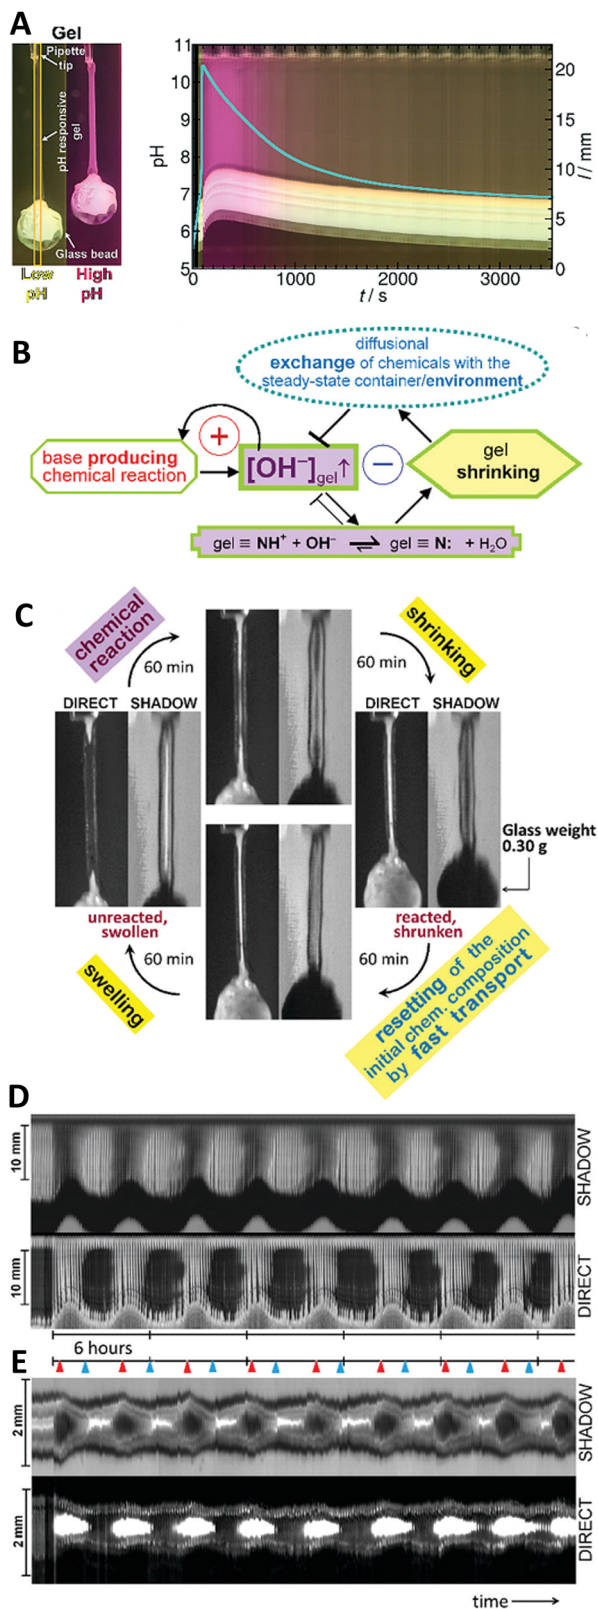 A
Gel
Pipette
tip
pH responsive
gel
Glass bead
Low
pH
High
pH
11
10
9
8
7
6
5
pH
0
1000
2000
3000
t / s
20
15
10
5
0
l / mm
B
diffusional
exchange of chemicals with the
steady-state container/environment
+
base producing
chemical reaction
[OH⁻]gel↑
−
gel
shrinking
gel ≡ NH⁺ + OH⁻ ⇌ gel ≡ N: + H₂O
C
chemical
reaction
60 min
shrinking
60 min
DIRECT SHADOW
DIRECT SHADOW
Glass weight
0.30 g
unreacted,
swollen
reacted,
shrunken
60 min
60 min
swelling
resetting of the
initial chem. composition
by fast transport
D
10 mm
SHADOW
10 mm
DIRECT
6 hours
E
2 mm
SHADOW
2 mm
DIRECT
time